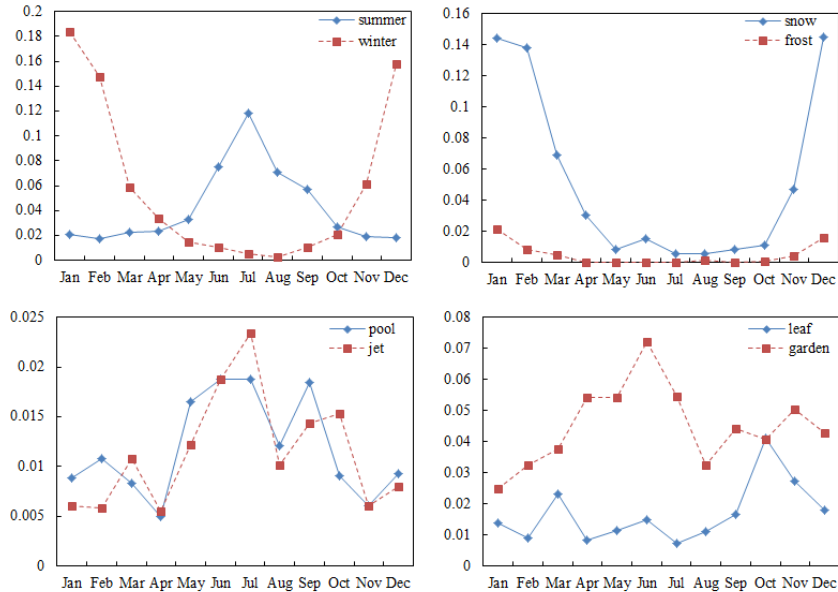 0.2
0.18
0.16
0.14
0.12
0.1
0.08
0.06
0.04
0.02
0
summer
winter
Jan Feb Mar Apr May Jun Jul Aug Sep Oct Nov Dec
0.16
0.14
0.12
0.1
0.08
0.06
0.04
0.02
0
snow
frost
Jan Feb Mar Apr May Jun Jul Aug Sep Oct Nov Dec
0.025
0.02
0.015
0.01
0.005
0
pool
jet
Jan Feb Mar Apr May Jun Jul Aug Sep Oct Nov Dec
0.08
0.07
0.06
0.05
0.04
0.03
0.02
0.01
0
leaf
garden
Jan Feb Mar Apr May Jun Jul Aug Sep Oct Nov Dec